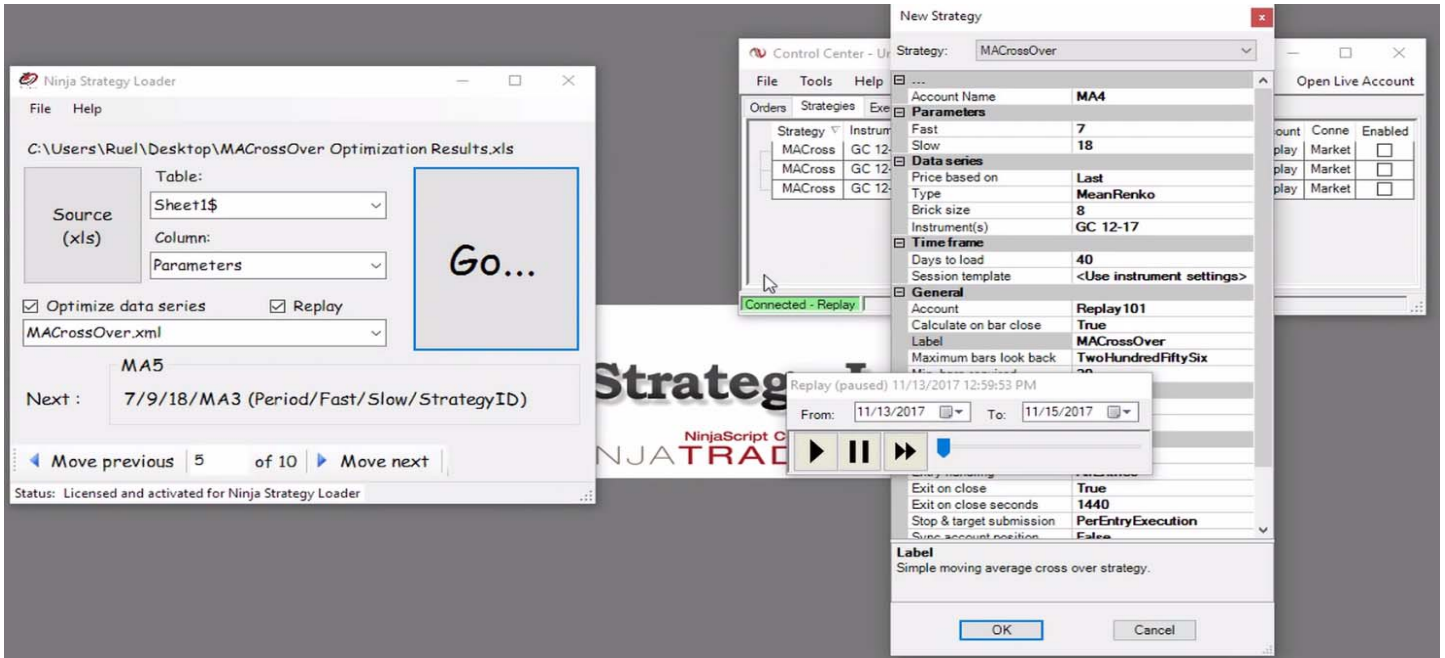 Ninja Strategy Loader
File Help
C:\Users\Ruel\Desktop\MACrossOver Optimization Results.xls
Source
(xls)
Table:
Sheet1$
Column:
Parameters
Go...
Optimize data series Replay
MACrossOver.xml
MA5
Next : 7/9/18/MA3 (Period/Fast/Slow/StrategyID)
Move previous 5 of 10 Move next
Status: Licensed and activated for Ninja Strategy Loader
Control Center - Un
File Tools Help
Open Live Account
Orders Strategies Exe
Strategy Instrum ount Conne Enabled
MACross GC 12- play Market
MACross GC 12- play Market
MACross GC 12- play Market
Connected - Replay
Strateg
NinjaScript C
NJATRAD
New Strategy
Strategy: MACrossOver
...
Account Name MA4
Parameters
Fast 7
Slow 18
Data series
Price based on Last
Type MeanRenko
Brick size 8
Instrument(s) GC 12-17
Time frame
Days to load 40
Session template <Use instrument settings>
General
Account Replay101
Calculate on bar close True
Label MACrossOver
Maximum bars look back TwoHundredFiftySix
Replay (paused) 11/13/2017 12:59:53 PM
From: 11/13/2017 To: 11/15/2017
Exit on close True
Exit on close seconds 1440
Stop & target submission PerEntryExecution
Sync account position False
Label
Simple moving average cross over strategy.
OK Cancel